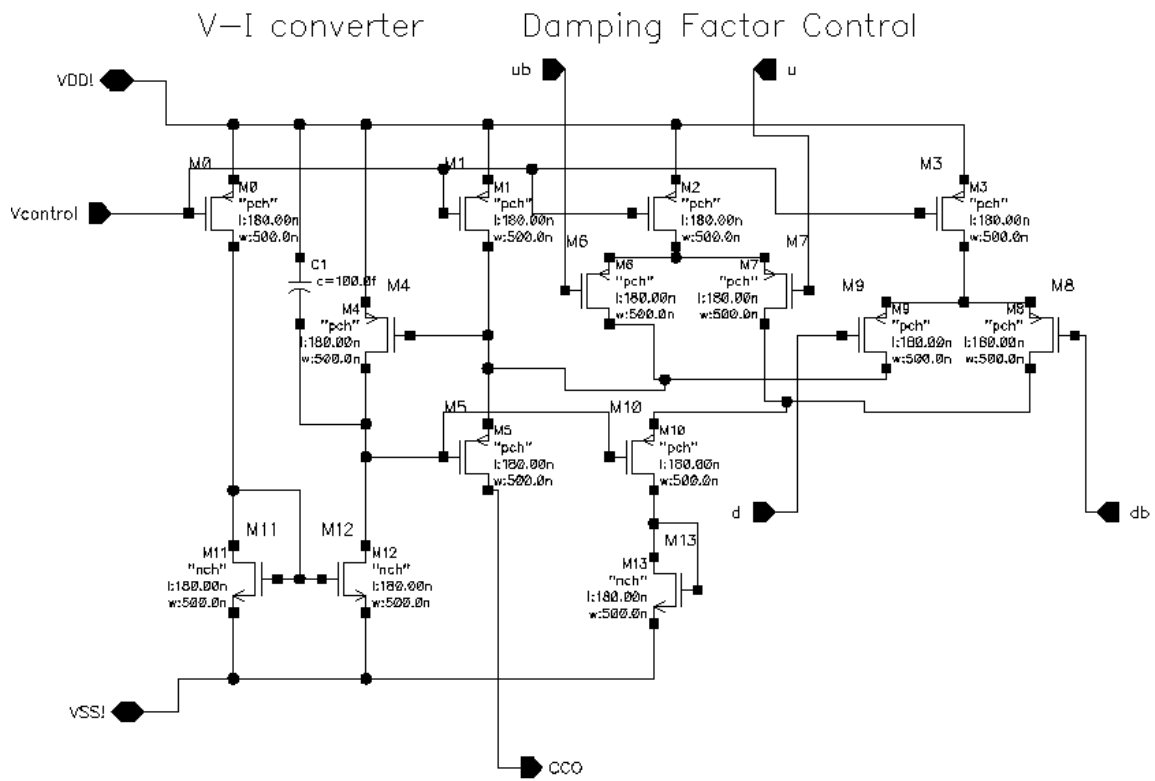 V-I converter
Damping Factor Control
VDD!
ub
u
M0
M1
M3
M0
"pch"
l:180.00n
w:500.0n
M1
"pch"
l:180.00n
w:500.0n
M2
"pch"
l:180.00n
w:500.0n
M3
"pch"
l:180.00n
w:500.0n
Vcontrol
M6
M7
C1
c=100.0f
M4
M6
"pch"
l:180.00n
w:500.0n
M7
"pch"
l:180.00n
w:500.0n
M9
M8
M4
"pch"
l:180.00n
w:500.0n
M9
"pch"
l:180.00n
w:500.0n
M8
"pch"
l:180.00n
w:500.0n
M5
M10
M5
"pch"
l:180.00n
w:500.0n
M10
"pch"
l:180.00n
w:500.0n
d
db
M11
M12
M13
M11
"nch"
l:180.00n
w:500.0n
M12
"nch"
l:180.00n
w:500.0n
M13
"nch"
l:180.00n
w:500.0n
VSS!
CCO